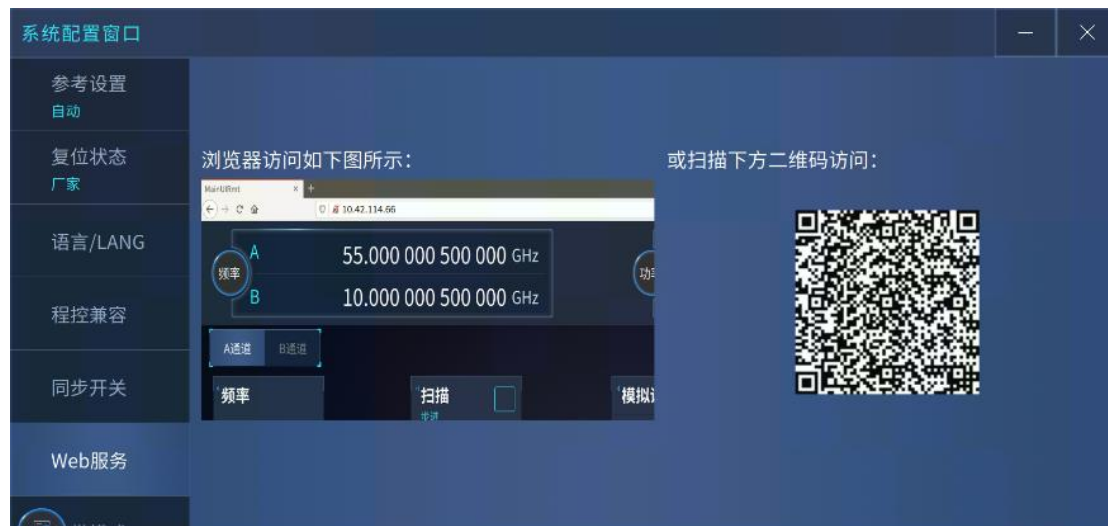 系统配置窗口
参考设置
自动
复位状态
厂家
语言/LANG
程控兼容
同步开关
Web服务
浏览器访问如下图所示：
MainUIRmt
10.42.114.66
频率
A
55.000 000 500 000 GHz
B
10.000 000 500 000 GHz
A通道
B通道
频率
扫描
步进
模拟
或扫描下方二维码访问：